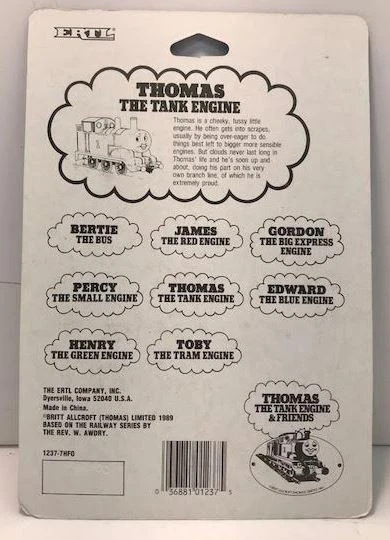 ERTL
THOMAS
THE TANK ENGINE
Thomas is a cheeky, fussy little
engine. He often gets into scrapes,
usually by being over-eager to do
things best left to bigger more sensible
engines. But clouds never last long in
Thomas' life and he's soon up and
about, doing his part on his very
own branch line, of which he is
extremely proud.
BERTIE
THE BUS
JAMES
THE RED ENGINE
GORDON
THE BIG EXPRESS
ENGINE
PERCY
THE SMALL ENGINE
THOMAS
THE TANK ENGINE
EDWARD
THE BLUE ENGINE
HENRY
THE GREEN ENGINE
TOBY
THE TRAM ENGINE
THE ERTL COMPANY, INC.
Dyersville, Iowa 52040 U.S.A.
Made in China.
©BRITT ALLCROFT (THOMAS) LIMITED 1989
BASED ON THE RAILWAY SERIES BY
THE REV. W. AWDRY.
1237-7HFO
0 36881 01237 5
THOMAS
THE TANK ENGINE
& FRIENDS